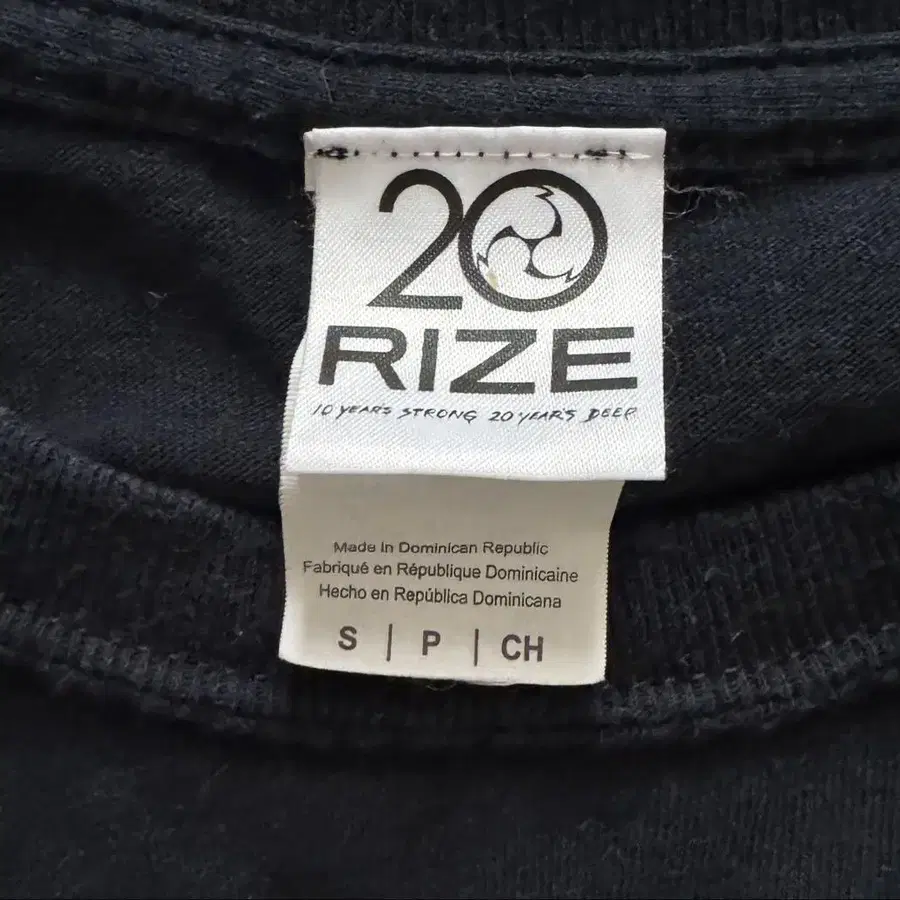 20
RIZE
10 YEARS STRONG 20 YEARS DEEP
Made in Dominican Republic
Fabriqué en République Dominicaine
Hecho en República Dominicana
S | P | CH